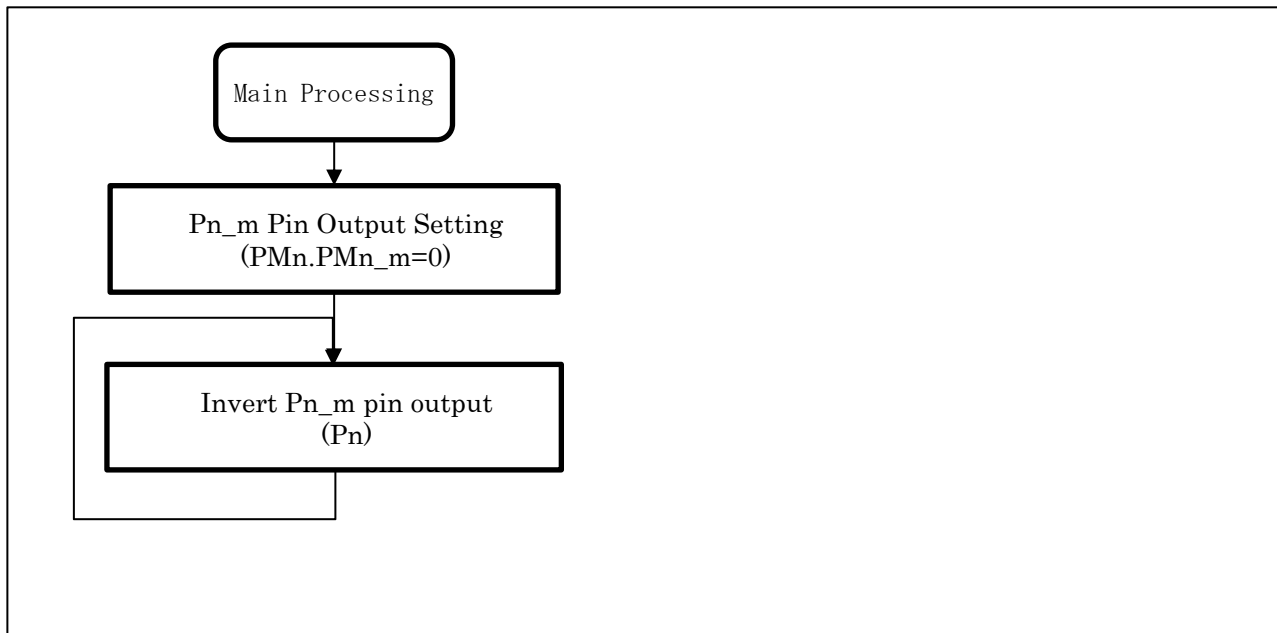 Main Processing
Pn_m Pin Output Setting
(PMn.PMn_m=0)
Invert Pn_m pin output
(Pn)